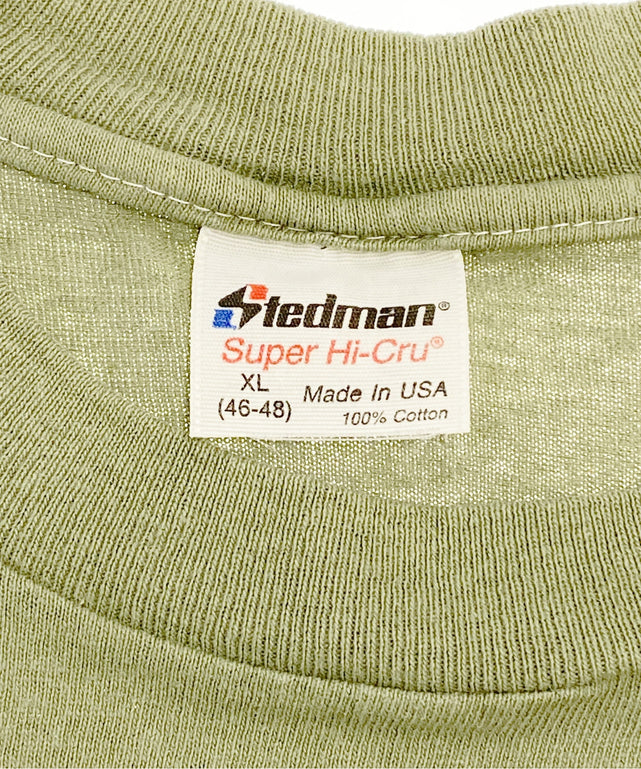 Stedman®
Super Hi-Cru®
XL
(46-48)
Made In USA
100% Cotton